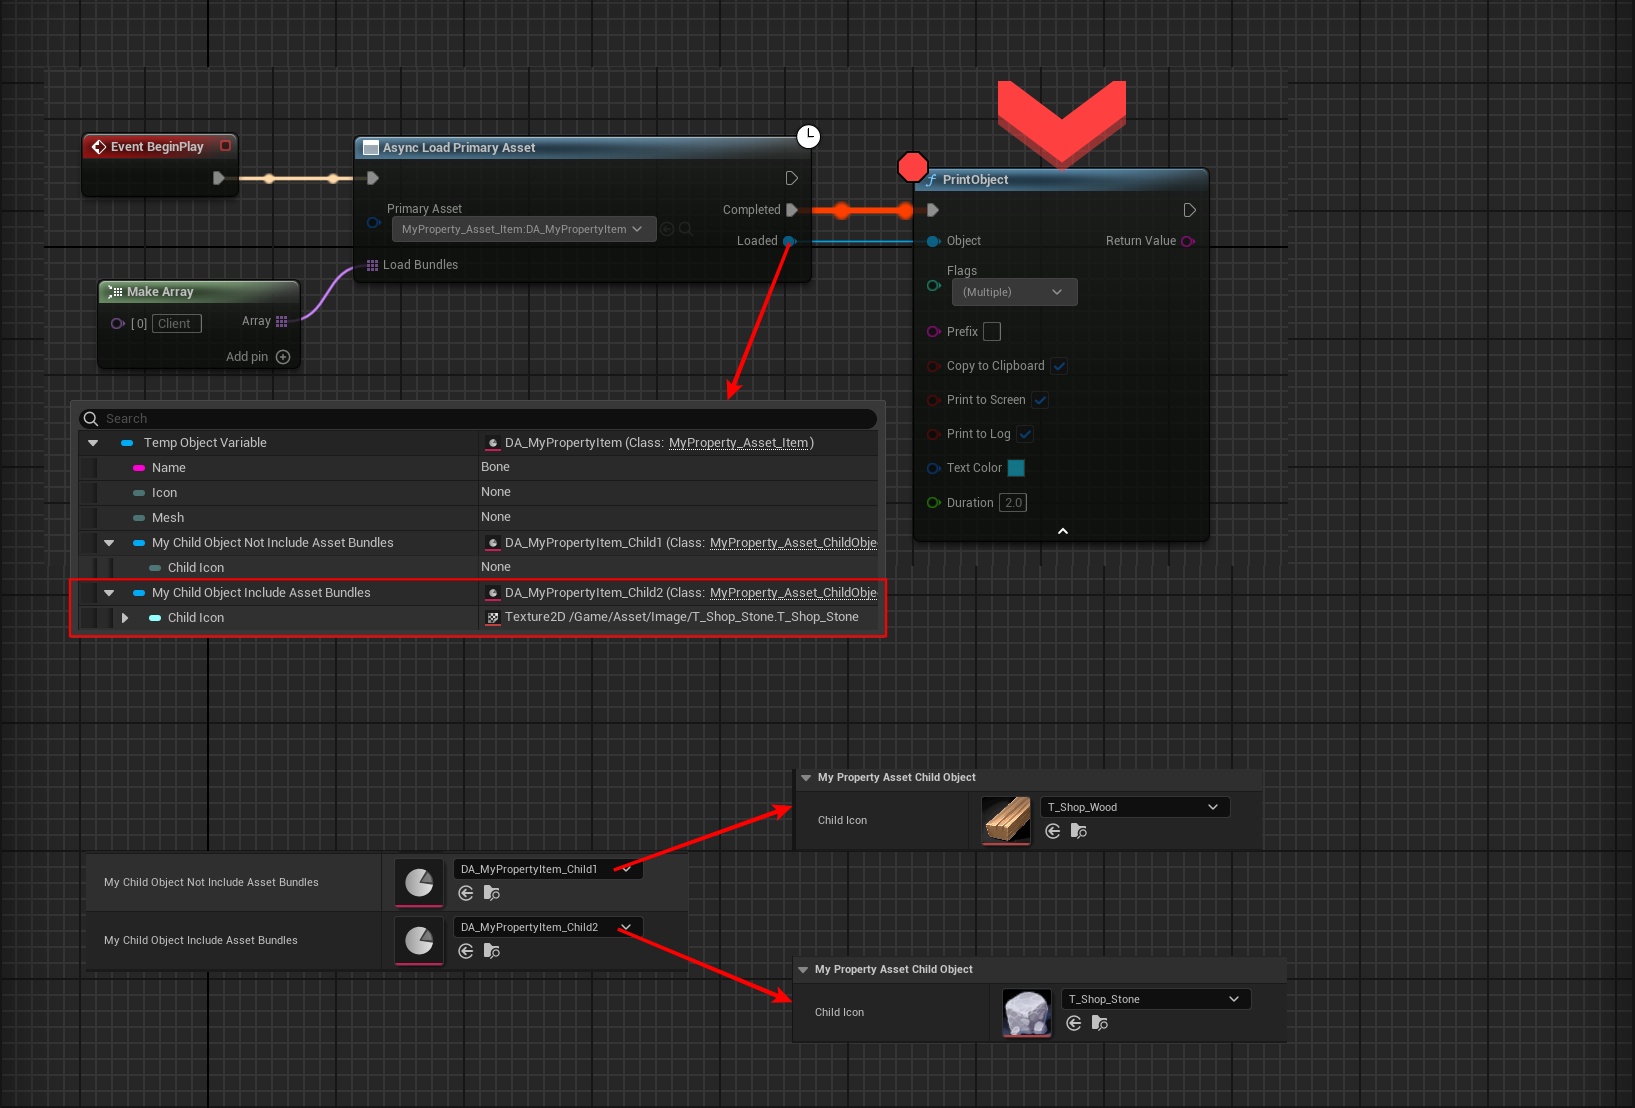 Event BeginPlay
Async Load Primary Asset
Primary Asset
MyProperty_Asset_Item:DA_MyPropertyItem
Load Bundles
Completed
Loaded
Make Array
[ 0] Client
Array
Add pin
PrintObject
Object
Return Value
Flags
(Multiple)
Prefix
Copy to Clipboard
Print to Screen
Print to Log
Text Color
Duration 2.0
Search
Temp Object Variable DA_MyPropertyItem (Class: MyProperty_Asset_Item)
Name Bone
Icon None
Mesh None
My Child Object Not Include Asset Bundles DA_MyPropertyItem_Child1 (Class: MyProperty_Asset_ChildObje
Child Icon None
My Child Object Include Asset Bundles DA_MyPropertyItem_Child2 (Class: MyProperty_Asset_ChildObje
Child Icon Texture2D /Game/Asset/Image/T_Shop_Stone.T_Shop_Stone
My Property Asset Child Object
Child Icon
T_Shop_Wood
My Child Object Not Include Asset Bundles
DA_MyPropertyItem_Child1
My Child Object Include Asset Bundles
DA_MyPropertyItem_Child2
My Property Asset Child Object
Child Icon
T_Shop_Stone